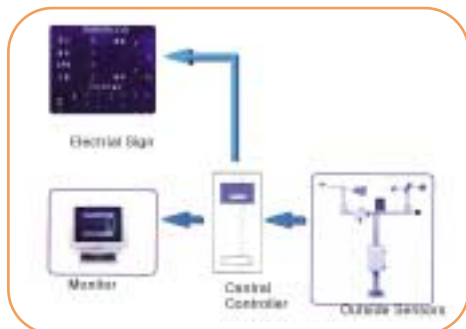 Electrial Sign
Monitor
Central
Controller
Outside Sensors